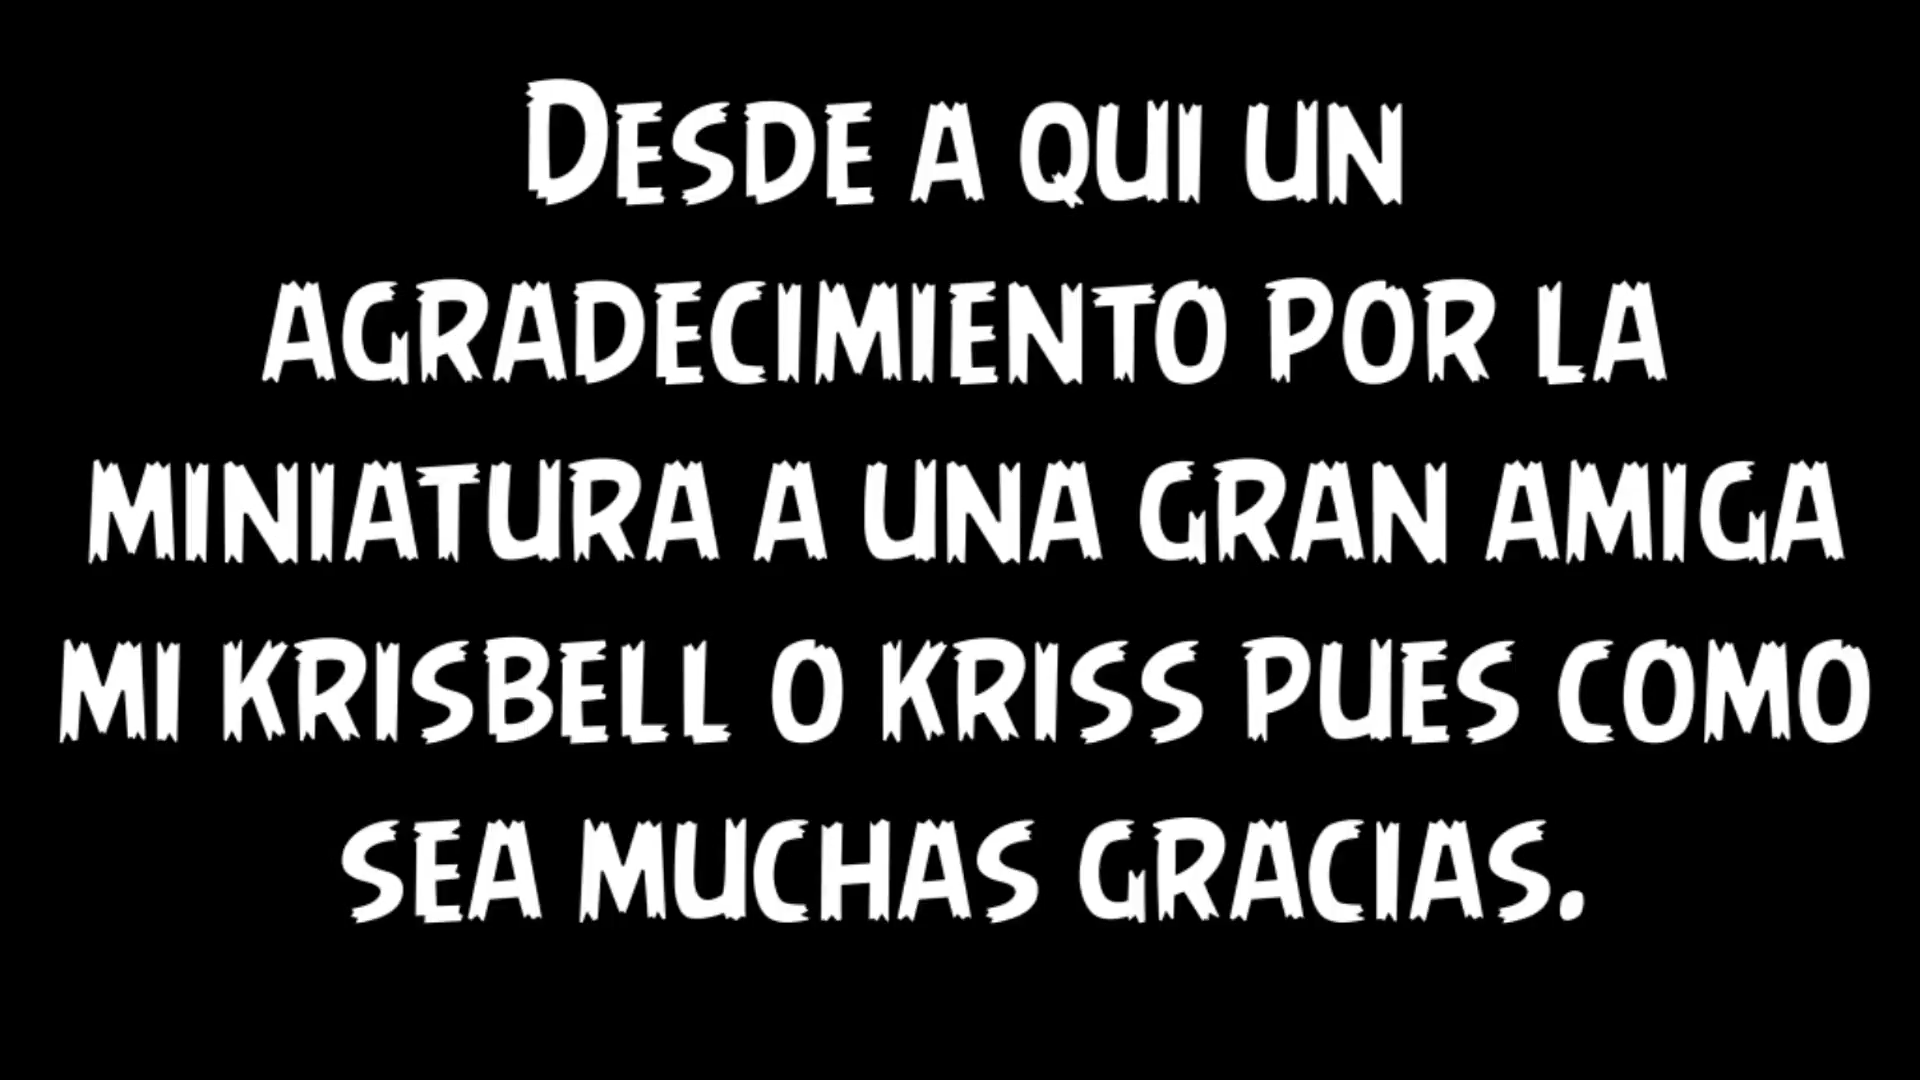 Desde a qui un
agradecimiento por la
miniatura a una gran amiga
mi krisbell o kriss pues como
sea muchas gracias.